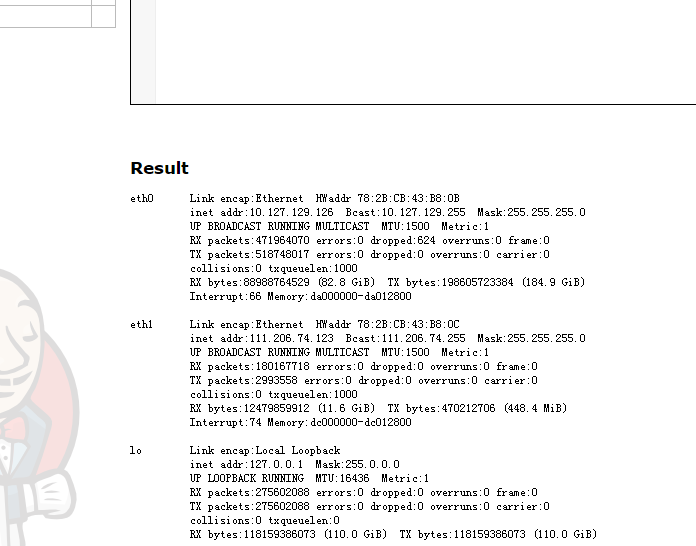 Result
eth0 Link encap:Ethernet HWaddr 78:2B:CB:43:B8:0B
inet addr:10.127.129.126 Bcast:10.127.129.255 Mask:255.255.255.0
UP BROADCAST RUNNING MULTICAST MTU:1500 Metric:1
RX packets:471964070 errors:0 dropped:624 overruns:0 frame:0
TX packets:518748017 errors:0 dropped:0 overruns:0 carrier:0
collisions:0 txqueuelen:1000
RX bytes:88988764529 (82.8 GiB) TX bytes:198605723384 (184.9 GiB)
Interrupt:66 Memory:da000000-da012800
eth1 Link encap:Ethernet HWaddr 78:2B:CB:43:B8:0C
inet addr:111.206.74.123 Bcast:111.206.74.255 Mask:255.255.255.0
UP BROADCAST RUNNING MULTICAST MTU:1500 Metric:1
RX packets:180167718 errors:0 dropped:0 overruns:0 frame:0
TX packets:2993558 errors:0 dropped:0 overruns:0 carrier:0
collisions:0 txqueuelen:1000
RX bytes:12479859912 (11.6 GiB) TX bytes:470212706 (448.4 MiB)
Interrupt:74 Memory:dc000000-dc012800
lo Link encap:Local Loopback
inet addr:127.0.0.1 Mask:255.0.0.0
UP LOOPBACK RUNNING MTU:16436 Metric:1
RX packets:275602088 errors:0 dropped:0 overruns:0 frame:0
TX packets:275602088 errors:0 dropped:0 overruns:0 carrier:0
collisions:0 txqueuelen:0
RX bytes:118159386073 (110.0 GiB) TX bytes:118159386073 (110.0 GiB)